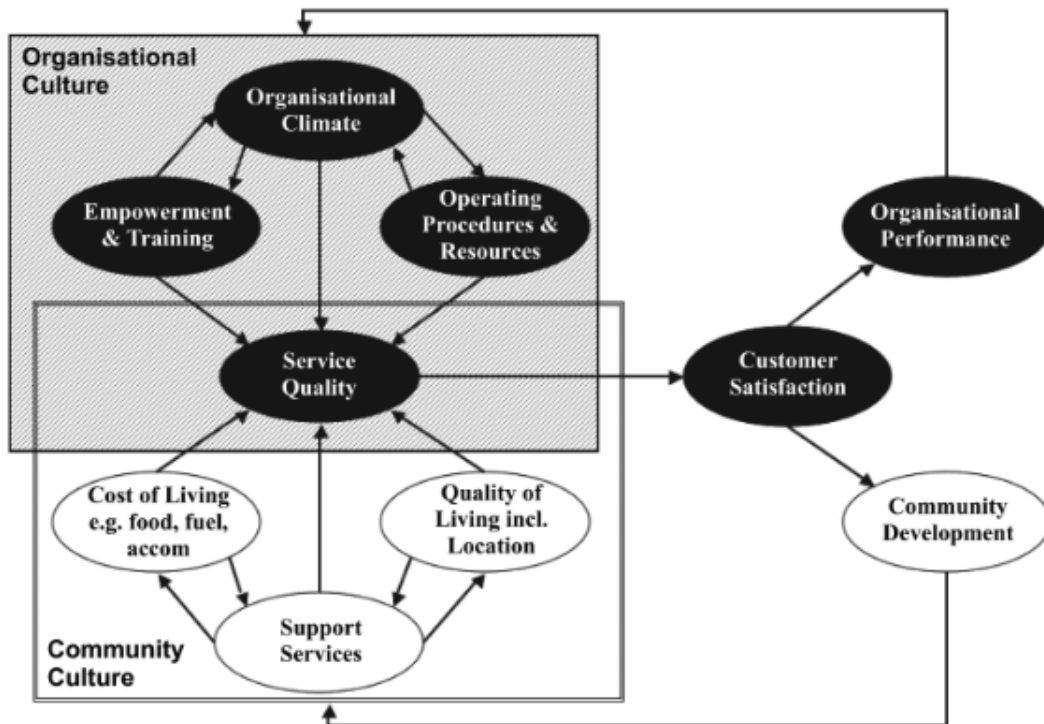 Organisational
Culture
Organisational
Climate
Empowerment
& Training
Operating
Procedures &
Resources
Organisational
Performance
Service
Quality
Customer
Satisfaction
Cost of Living
e.g. food, fuel,
accom
Quality of
Living incl.
Location
Community
Development
Support
Services
Community
Culture